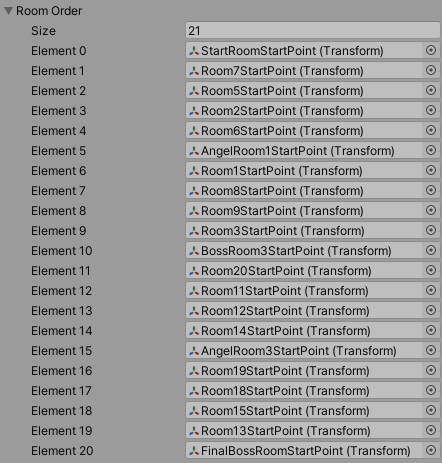 Room Order
Size 21
Element 0 StartRoomStartPoint (Transform)
Element 1 Room7StartPoint (Transform)
Element 2 Room5StartPoint (Transform)
Element 3 Room2StartPoint (Transform)
Element 4 Room6StartPoint (Transform)
Element 5 AngelRoom1StartPoint (Transform)
Element 6 Room1StartPoint (Transform)
Element 7 Room8StartPoint (Transform)
Element 8 Room9StartPoint (Transform)
Element 9 Room3StartPoint (Transform)
Element 10 BossRoom3StartPoint (Transform)
Element 11 Room20StartPoint (Transform)
Element 12 Room11StartPoint (Transform)
Element 13 Room12StartPoint (Transform)
Element 14 Room14StartPoint (Transform)
Element 15 AngelRoom3StartPoint (Transform)
Element 16 Room19StartPoint (Transform)
Element 17 Room18StartPoint (Transform)
Element 18 Room15StartPoint (Transform)
Element 19 Room13StartPoint (Transform)
Element 20 FinalBossRoomStartPoint (Transform)